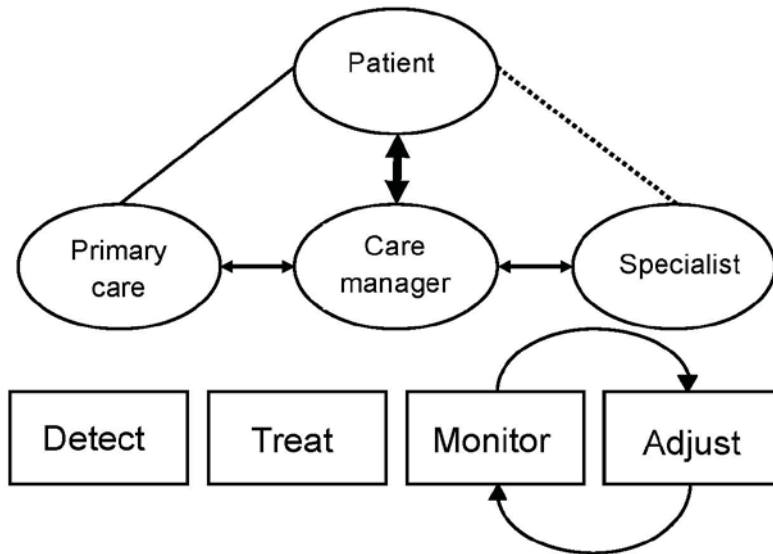 Patient
Primary
care
Care
manager
Specialist
Detect
Treat
Monitor
Adjust